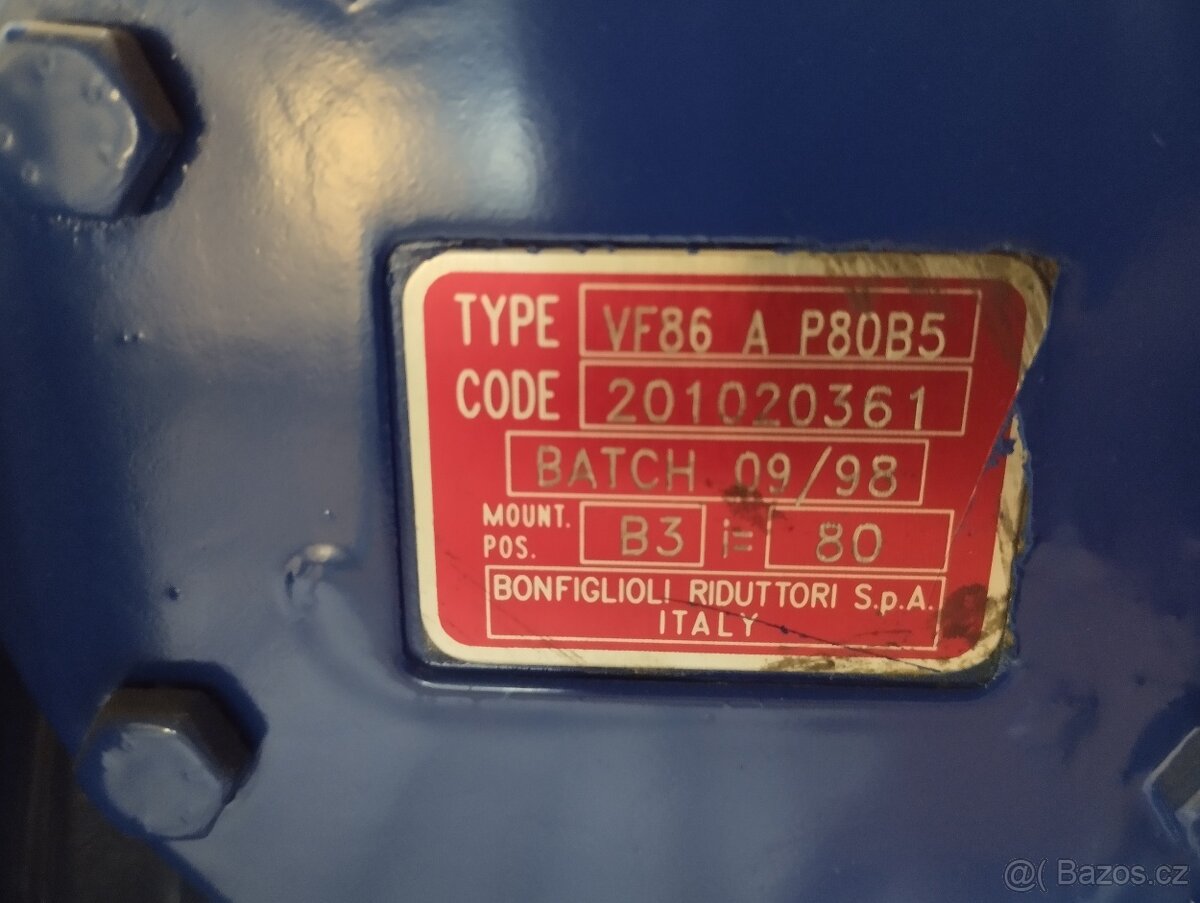 TYPE VF86 A P80B5
CODE 201020361
BATCH 09/98
MOUNT. POS. B3 i= 80
BONFIGLIOLI RIDUTTORI S.p.A.
ITALY
@( Bazos.cz